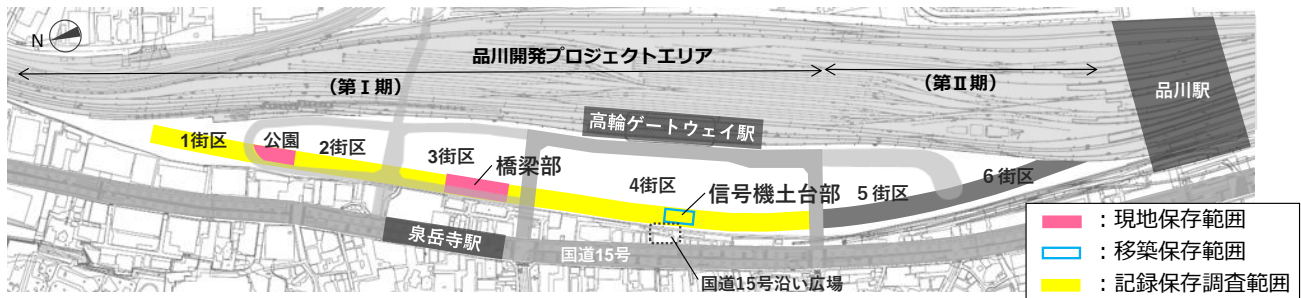 N
品川開発プロジェクトエリア
(第Ⅰ期)
(第Ⅱ期)
品川駅
高輪ゲートウェイ駅
1街区
公園
2街区
3街区
橋梁部
4街区
信号機土台部
5街区
6街区
泉岳寺駅
国道15号
国道15号沿い広場
：現地保存範囲
：移築保存範囲
：記録保存調査範囲